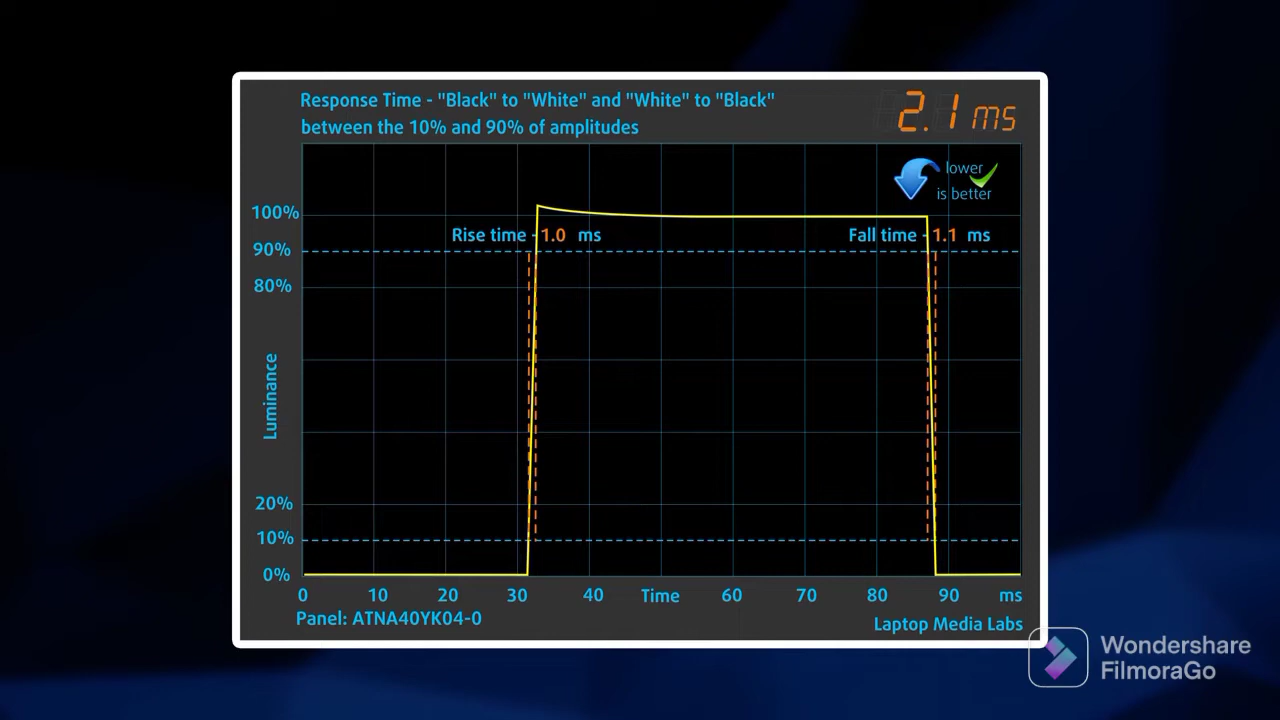 Response Time - "Black" to "White" and "White" to "Black"
between the 10% and 90% of amplitudes
2.1 ms
lower
is better
100%
Rise time - 1.0 ms
Fall time - 1.1 ms
90%
80%
Luminance
20%
10%
0%
0 10 20 30 40 Time 60 70 80 90 ms
Panel: ATNA40YK04-0
Laptop Media Labs
Wondershare
FilmoraGo